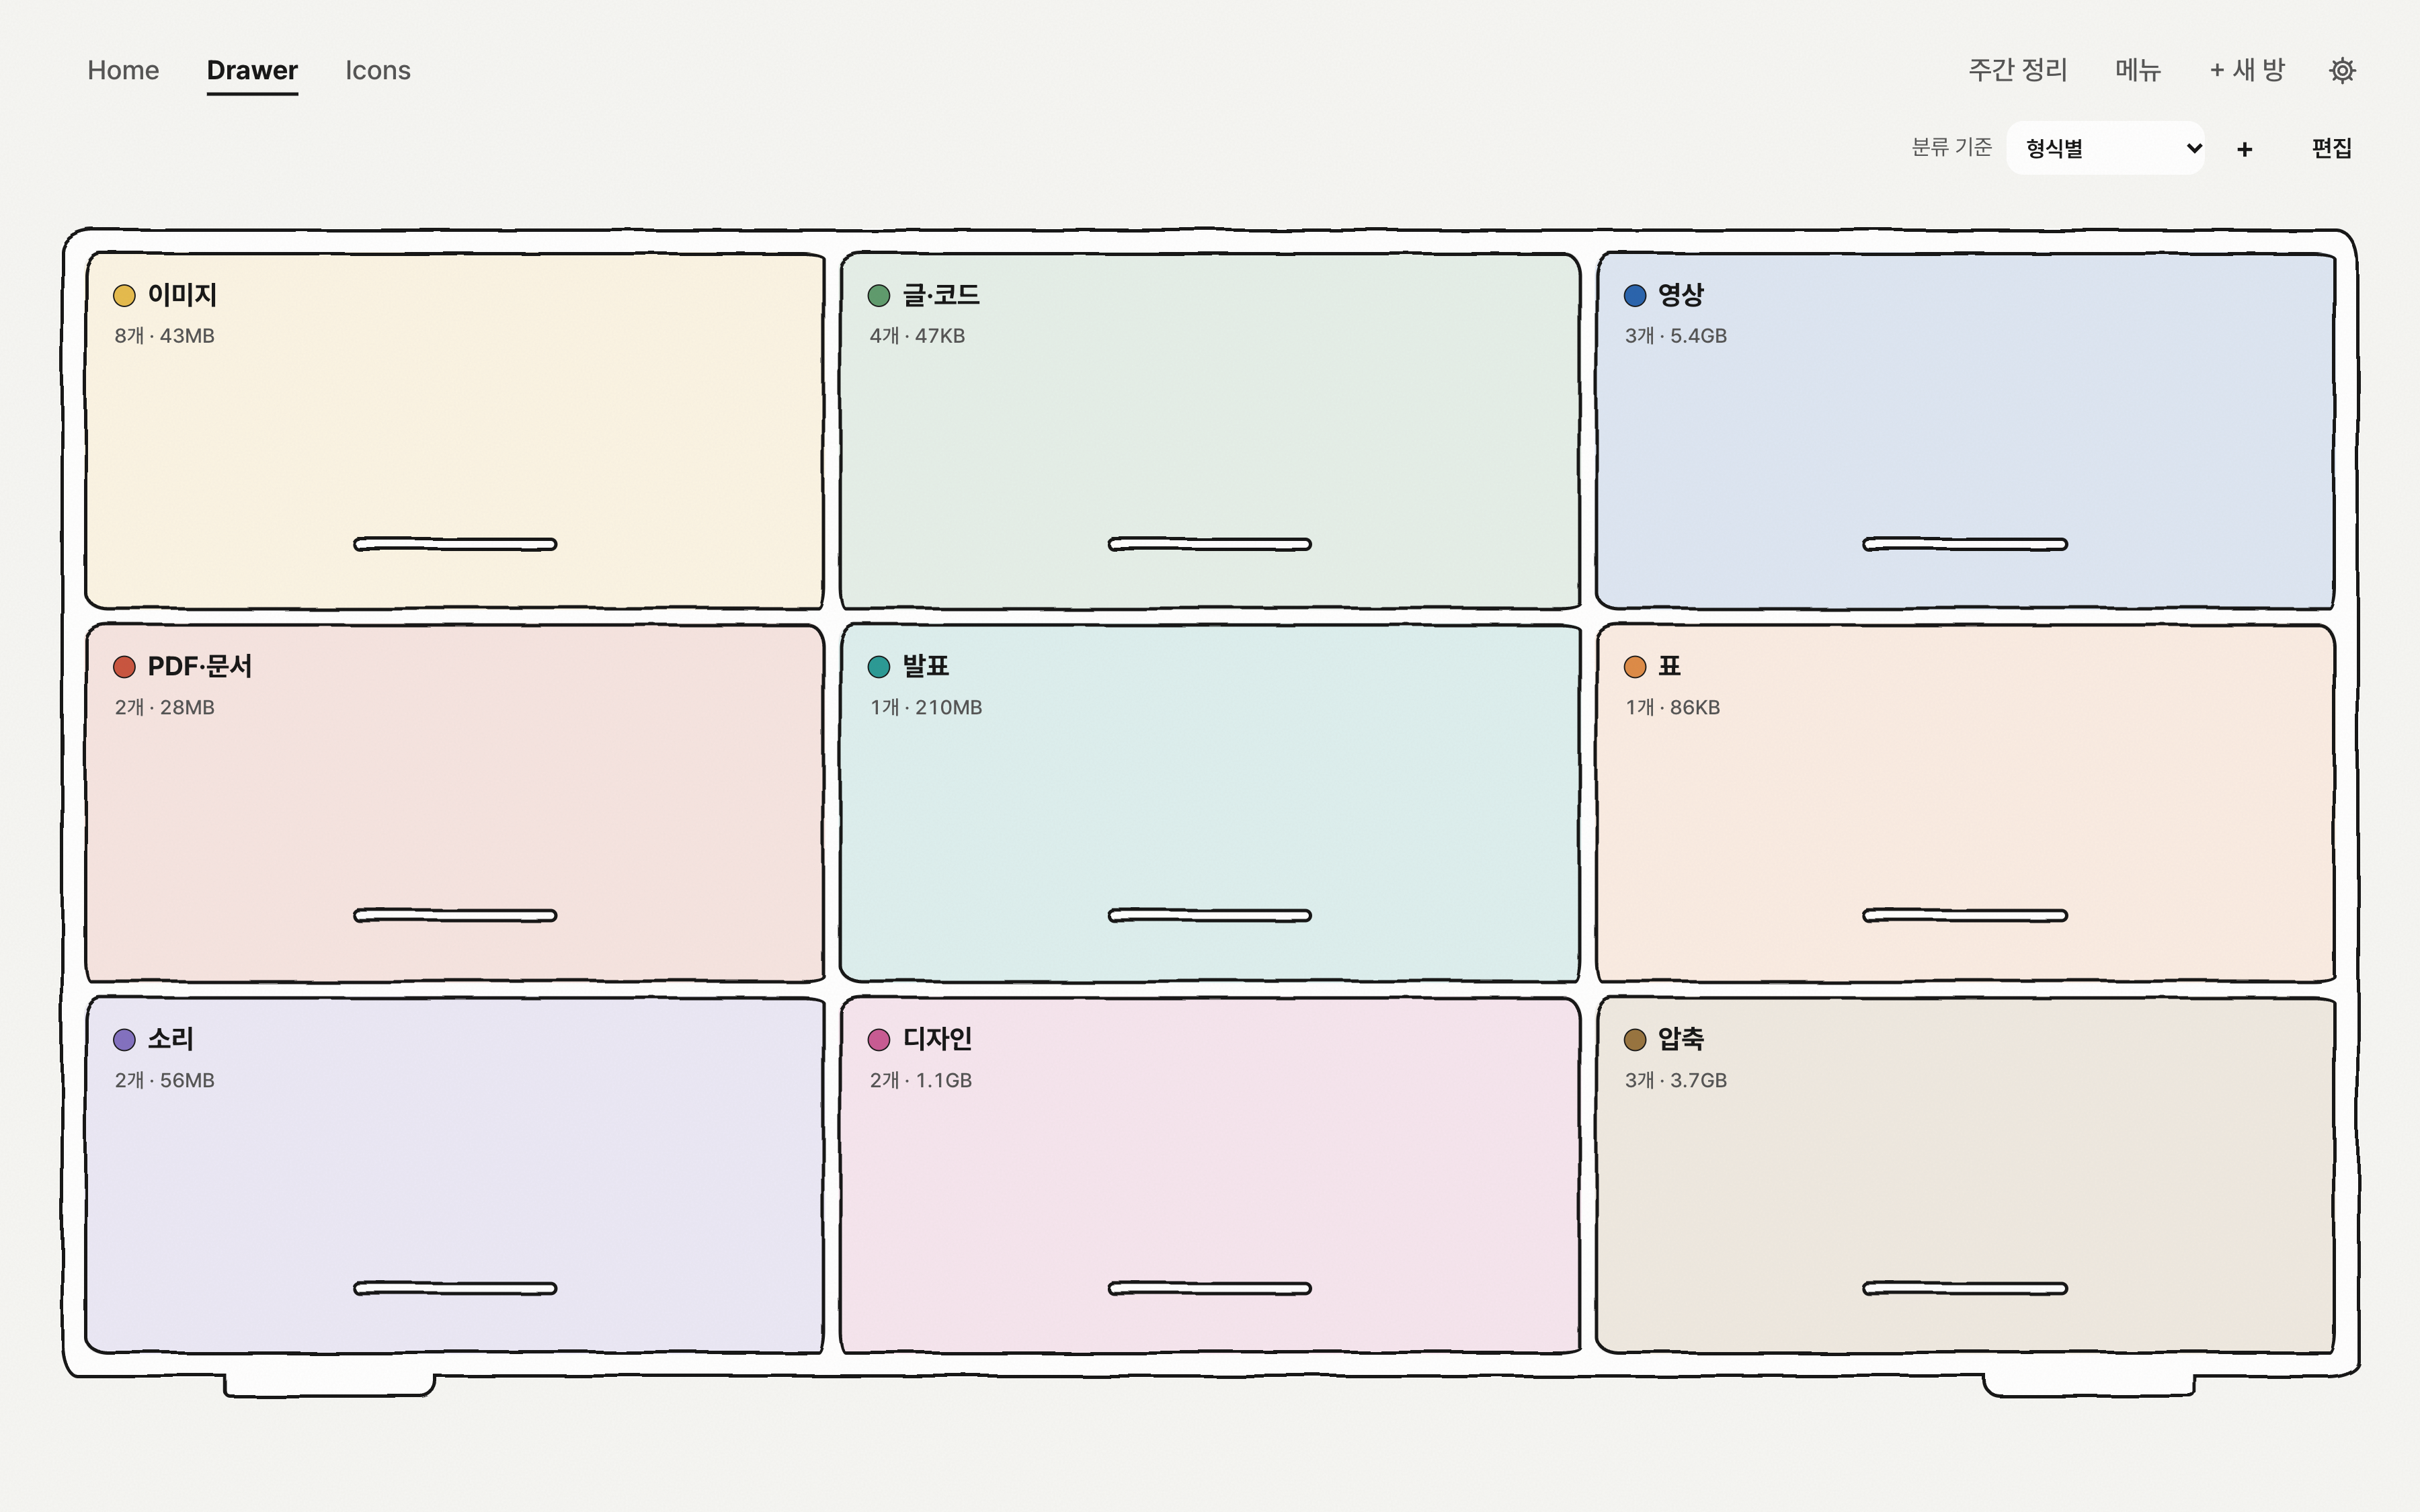 Home Drawer Icons 주간 정리 메뉴 + 새 방
분류 기준 형식별 + 편집
이미지
8개 · 43MB
글·코드
4개 · 47KB
영상
3개 · 5.4GB
PDF·문서
2개 · 28MB
발표
1개 · 210MB
표
1개 · 86KB
소리
2개 · 56MB
디자인
2개 · 1.1GB
압축
3개 · 3.7GB